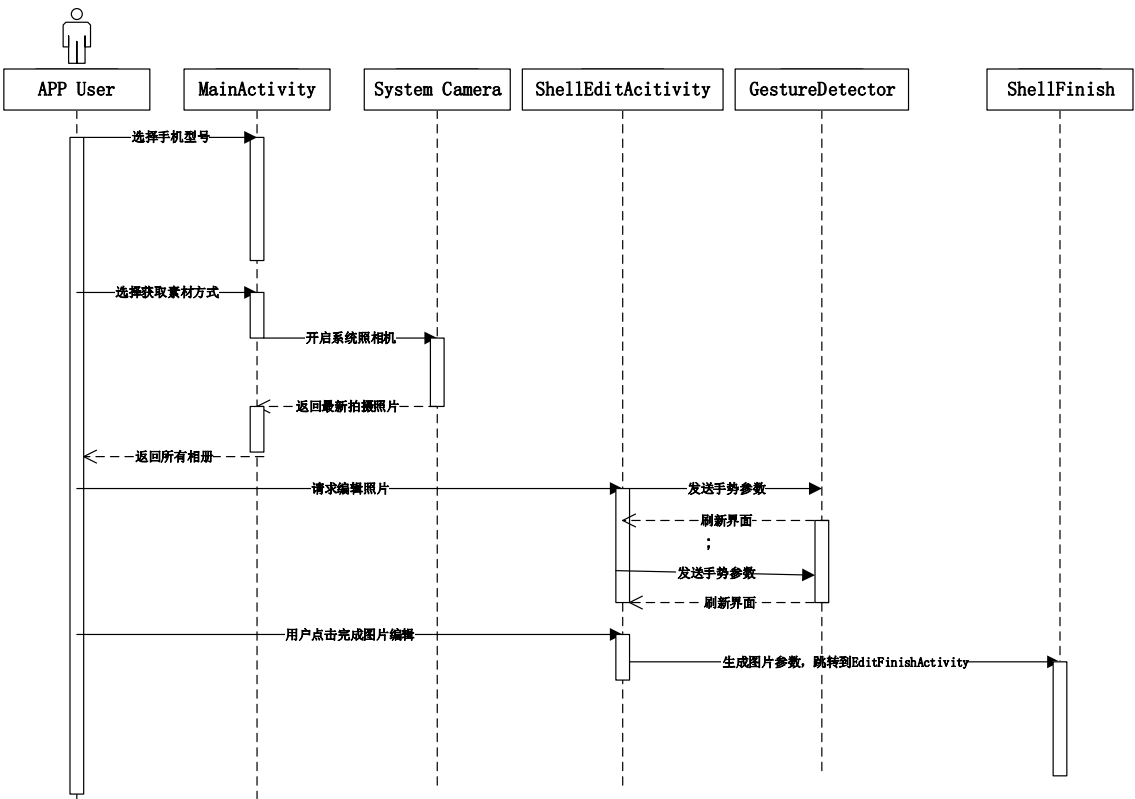 APP User
MainActivity
System Camera
ShellEditAcitivity
GestureDetector
ShellFinish
选择手机型号
选择获取素材方式
开启系统照相机
返回最新拍摄照片
返回所有相册
请求编辑照片
发送手势参数
刷新界面
;
发送手势参数
刷新界面
用户点击完成图片编辑
生成图片参数，跳转到EditFinishActivity